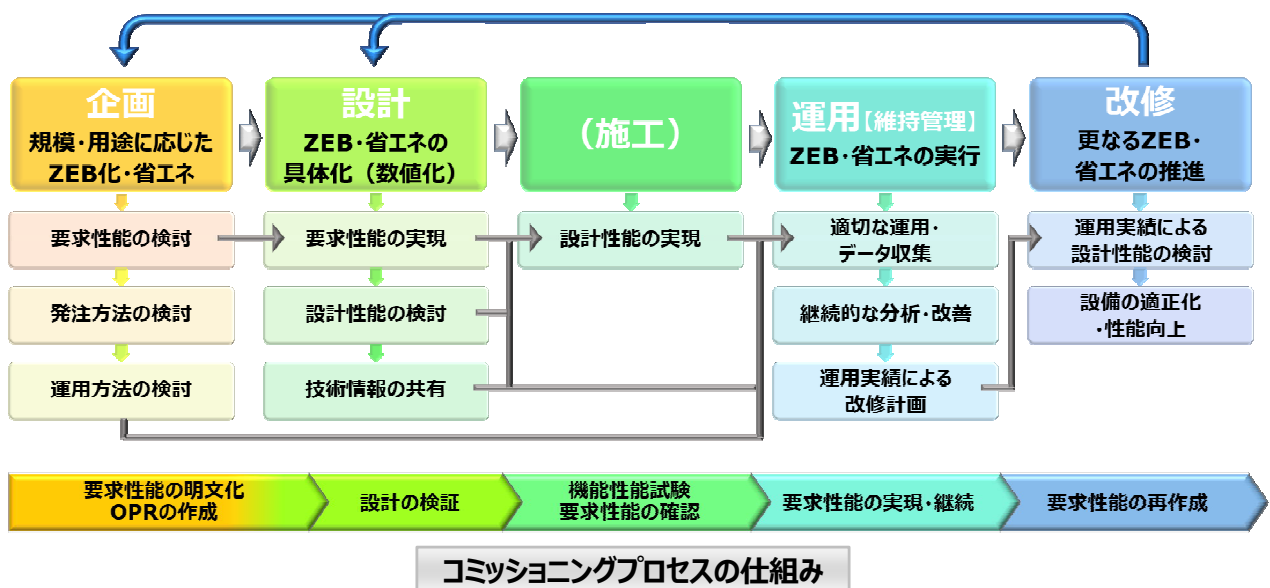 企画
規模・用途に応じた
ZEB化・省エネ
設計
ZEB・省エネの
具体化（数値化）
（施工）
運用【維持管理】
ZEB・省エネの実行
改修
更なるZEB・
省エネの推進
要求性能の検討
発注方法の検討
運用方法の検討
要求性能の実現
設計性能の検討
技術情報の共有
設計性能の実現
適切な運用・
データ収集
継続的な分析・改善
運用実績による
改修計画
運用実績による
設計性能の検討
設備の適正化
・性能向上
要求性能の明文化
OPRの作成
設計の検証
機能性能試験
要求性能の確認
要求性能の実現・継続
要求性能の再作成
コミッショニングプロセスの仕組み